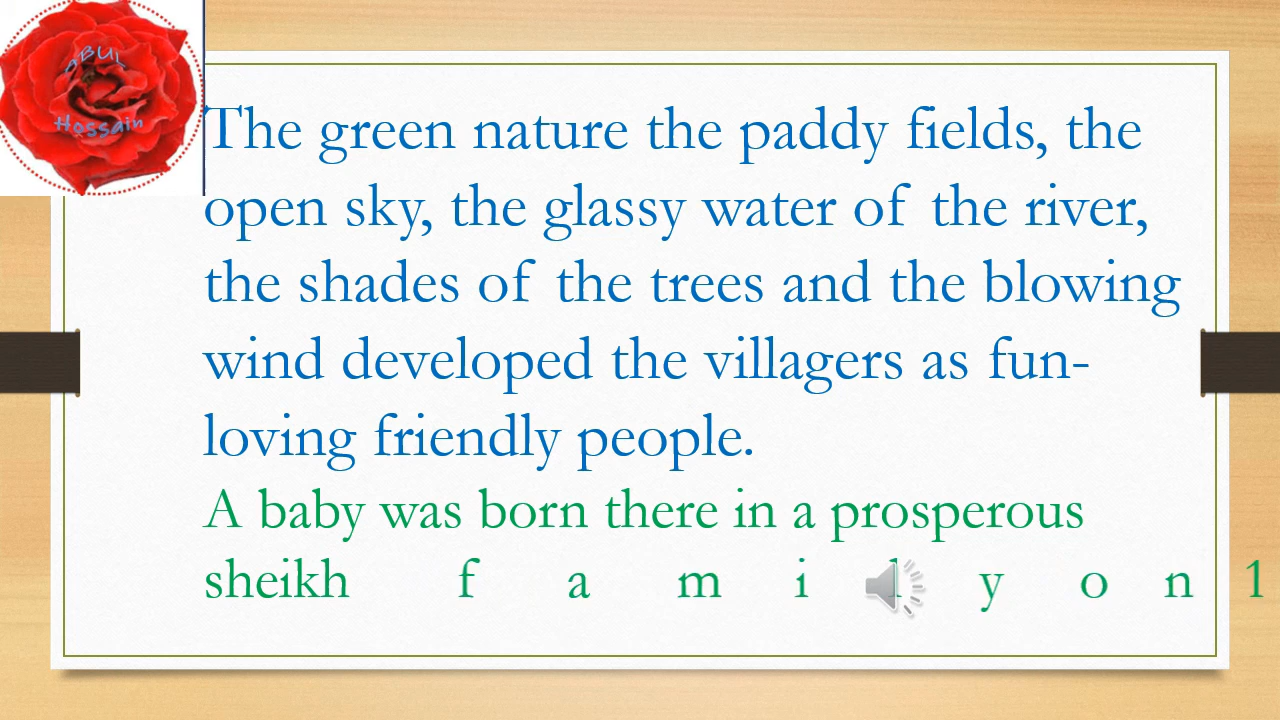 ABUL
Hossain
The green nature the paddy fields, the
open sky, the glassy water of the river,
the shades of the trees and the blowing
wind developed the villagers as fun-
loving friendly people.
A baby was born there in a prosperous
sheikh f a m i l y o n 1